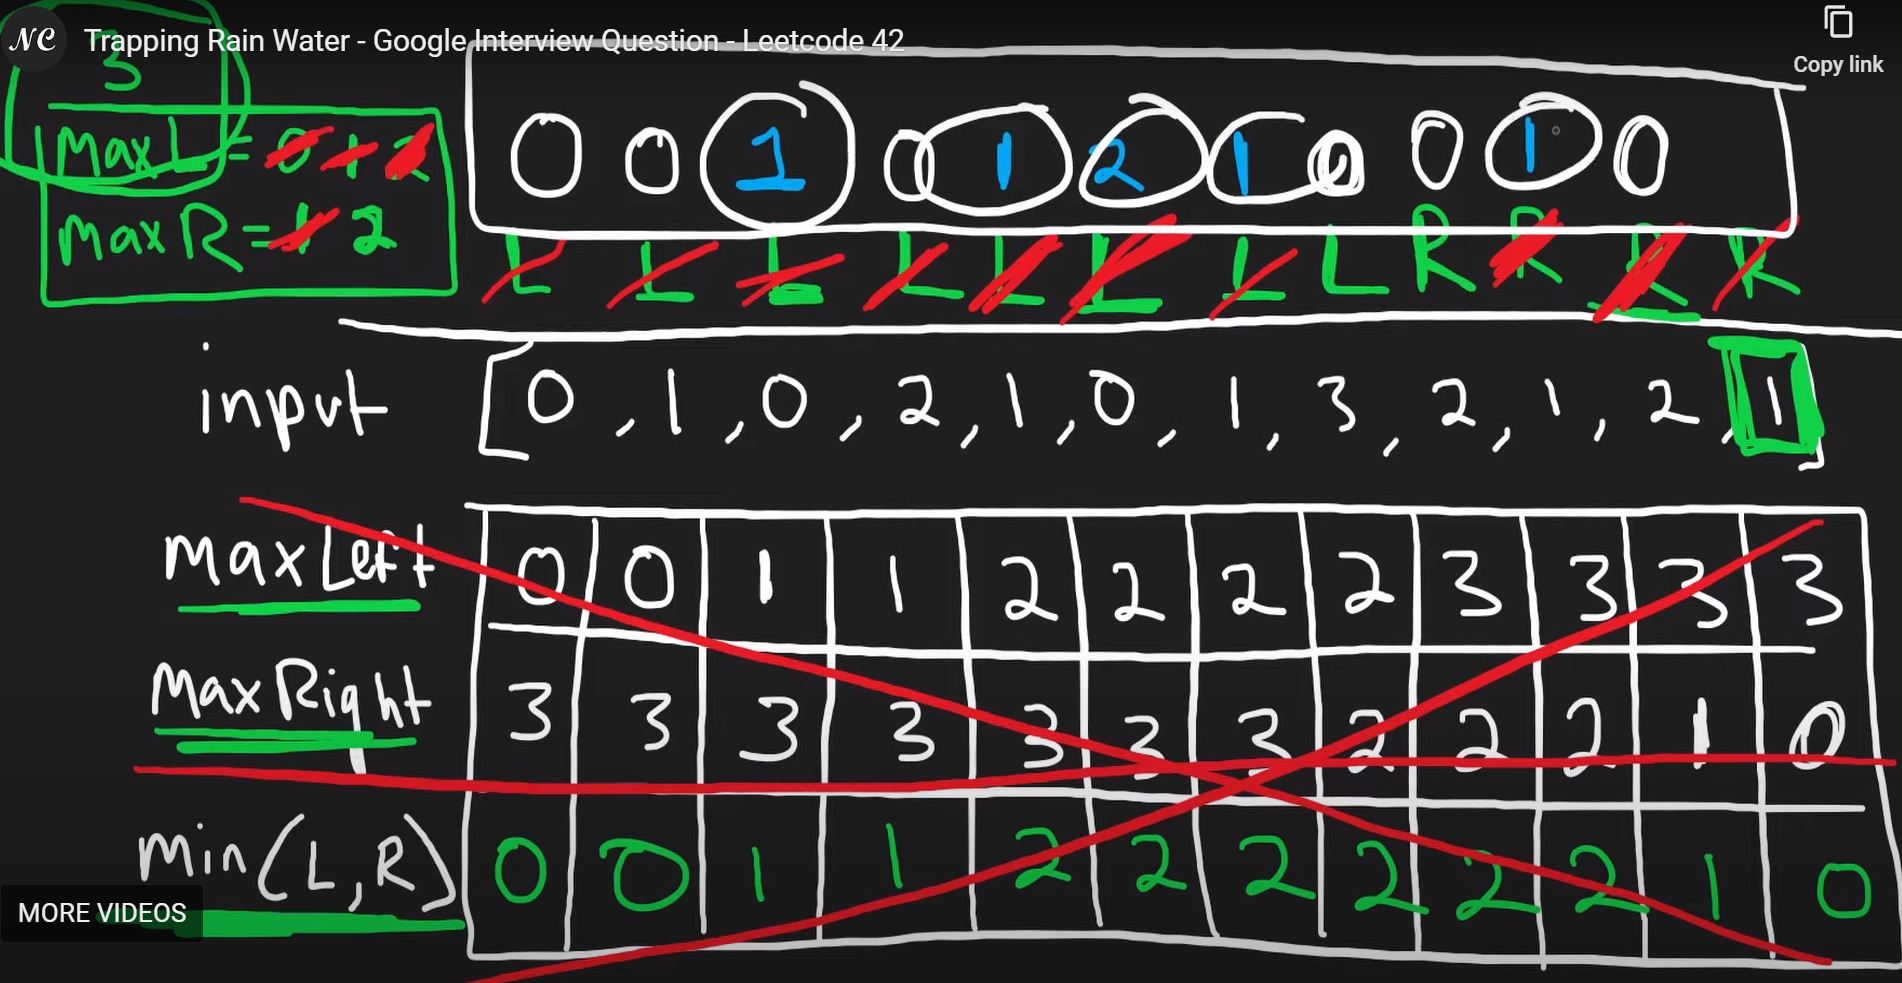 NC Trapping Rain Water - Google Interview Question - Leetcode 42
Copy link
3
MaxL = 0 1 2
maxR = 1 2
0 0 1 0 1 2 1 0 0 1 0
L L L L L L L L R R R R
input [0, 1, 0, 2, 1, 0, 1, 3, 2, 1, 2, 1]
MaxLeft 0 0 1 1 2 2 2 2 3 3 3 3
MaxRight 3 3 3 3 3 3 3 2 2 2 1 0
Min(L,R) 0 0 1 1 2 2 2 2 2 2 1 0
MORE VIDEOS